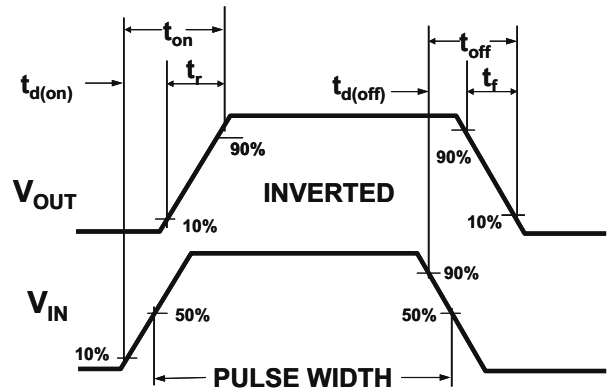 t_on
t_off
t_d(on)
t_r
t_d(off)
t_f
90%
90%
V_OUT
INVERTED
10%
10%
90%
V_IN
50%
50%
10%
PULSE WIDTH